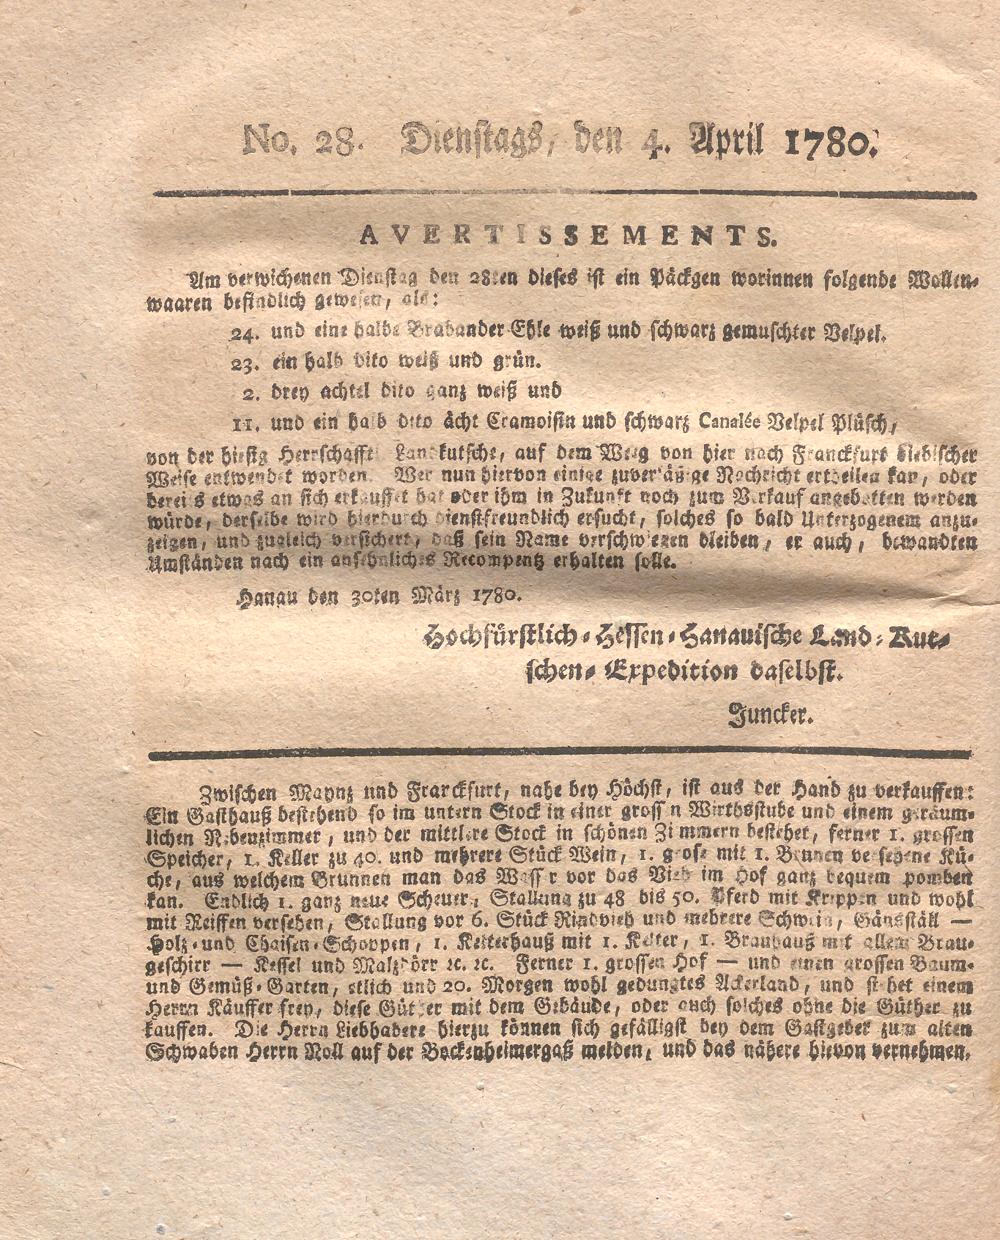 No. 28. Dienstags, den 4. April 1780.
AVERTISSEMENTS.
Am verwichenen Dienstag den 28ten dieses ist ein Päckgen worinnen folgende Wollen-
waaren befindlich gewesen, als:
24. und eine halbe Brabander Ehle weiß und schwarz gemuschter Velpel.
23. ein halb dito weiß und grün.
2. drey achtel dito ganz weiß und
11. und ein halb dito ächt Cramoisin und schwarz Canalée Velpel Plüsch,
von der hiesig Herrschafftl Landkutsche, auf dem Weeg von hier nach Franckfurt diebischer
Weise entwendet worden. Wer nun hiervon einige zuverläßige Nachricht ertheilen kan, oder
bereits etwas an sich erkauffet hat oder ihm in Zukunft noch zum Verkauf angebotten werden
würde, derselbe wird hierdurch dienstfreundlich ersucht, solches so bald Unterzogenem anzu-
zeigen, und zugleich versichert, daß sein Name verschwiegen bleiben, er auch, bewandten
Umständen nach ein ansehnliches Recompentz erhalten solle.
Hanau den 30ten März 1780.
Hochfürstlich-Hessen-Hanauische Land-Kut-
schen-Expedition daselbst.
Juncker.
Zwischen Maynz und Franckfurt, nahe bey Höchst, ist aus der Hand zu verkauffen:
Ein Gasthauß bestehend so im untern Stock in einer grossen Wirthsstube und einem geräum-
lichen Nebenzimmer, und der mittlere Stock in schönen Zimmern bestehet, ferner 1. grossen
Speicher, 1. Keller zu 40. und mehrere Stück Wein, 1. grose mit 1. Brunnen versehene Kü-
che, aus welchem Brunnen man das Wasser vor das Vieh im Hof ganz bequem pomben
kan. Endlich 1. ganz neue Scheuer, Stallung zu 48 bis 50. Pferd mit Krippen und wohl
mit Reiffen versehen, Stallung vor 6. Stück Rindvieh und mehrere Schwein, Gänsställ —
Holz-und Chaisen-Schoppen, 1. Kelterhauß mit 1. Kelter, 1. Brauhauß mit allem Brau-
geschirr — Kessel und Malzdörr ꝛc. ꝛc. Ferner 1. grossen Hof — und einen grossen Baum-
und Gemüß-Garten, etlich und 20. Morgen wohl gedungtes Ackerland, und stehet einem
Herrn Käuffer frey, diese Güther mit dem Gebäude, oder auch solches ohne die Güther zu
kauffen. Die Herrn Liebhabere hierzu können sich gefälligst bey dem Gastgeber zum alten
Schwaben Herrn Noll auf der Bockenheimergaß melden, und das nähere hievon vernehmen.